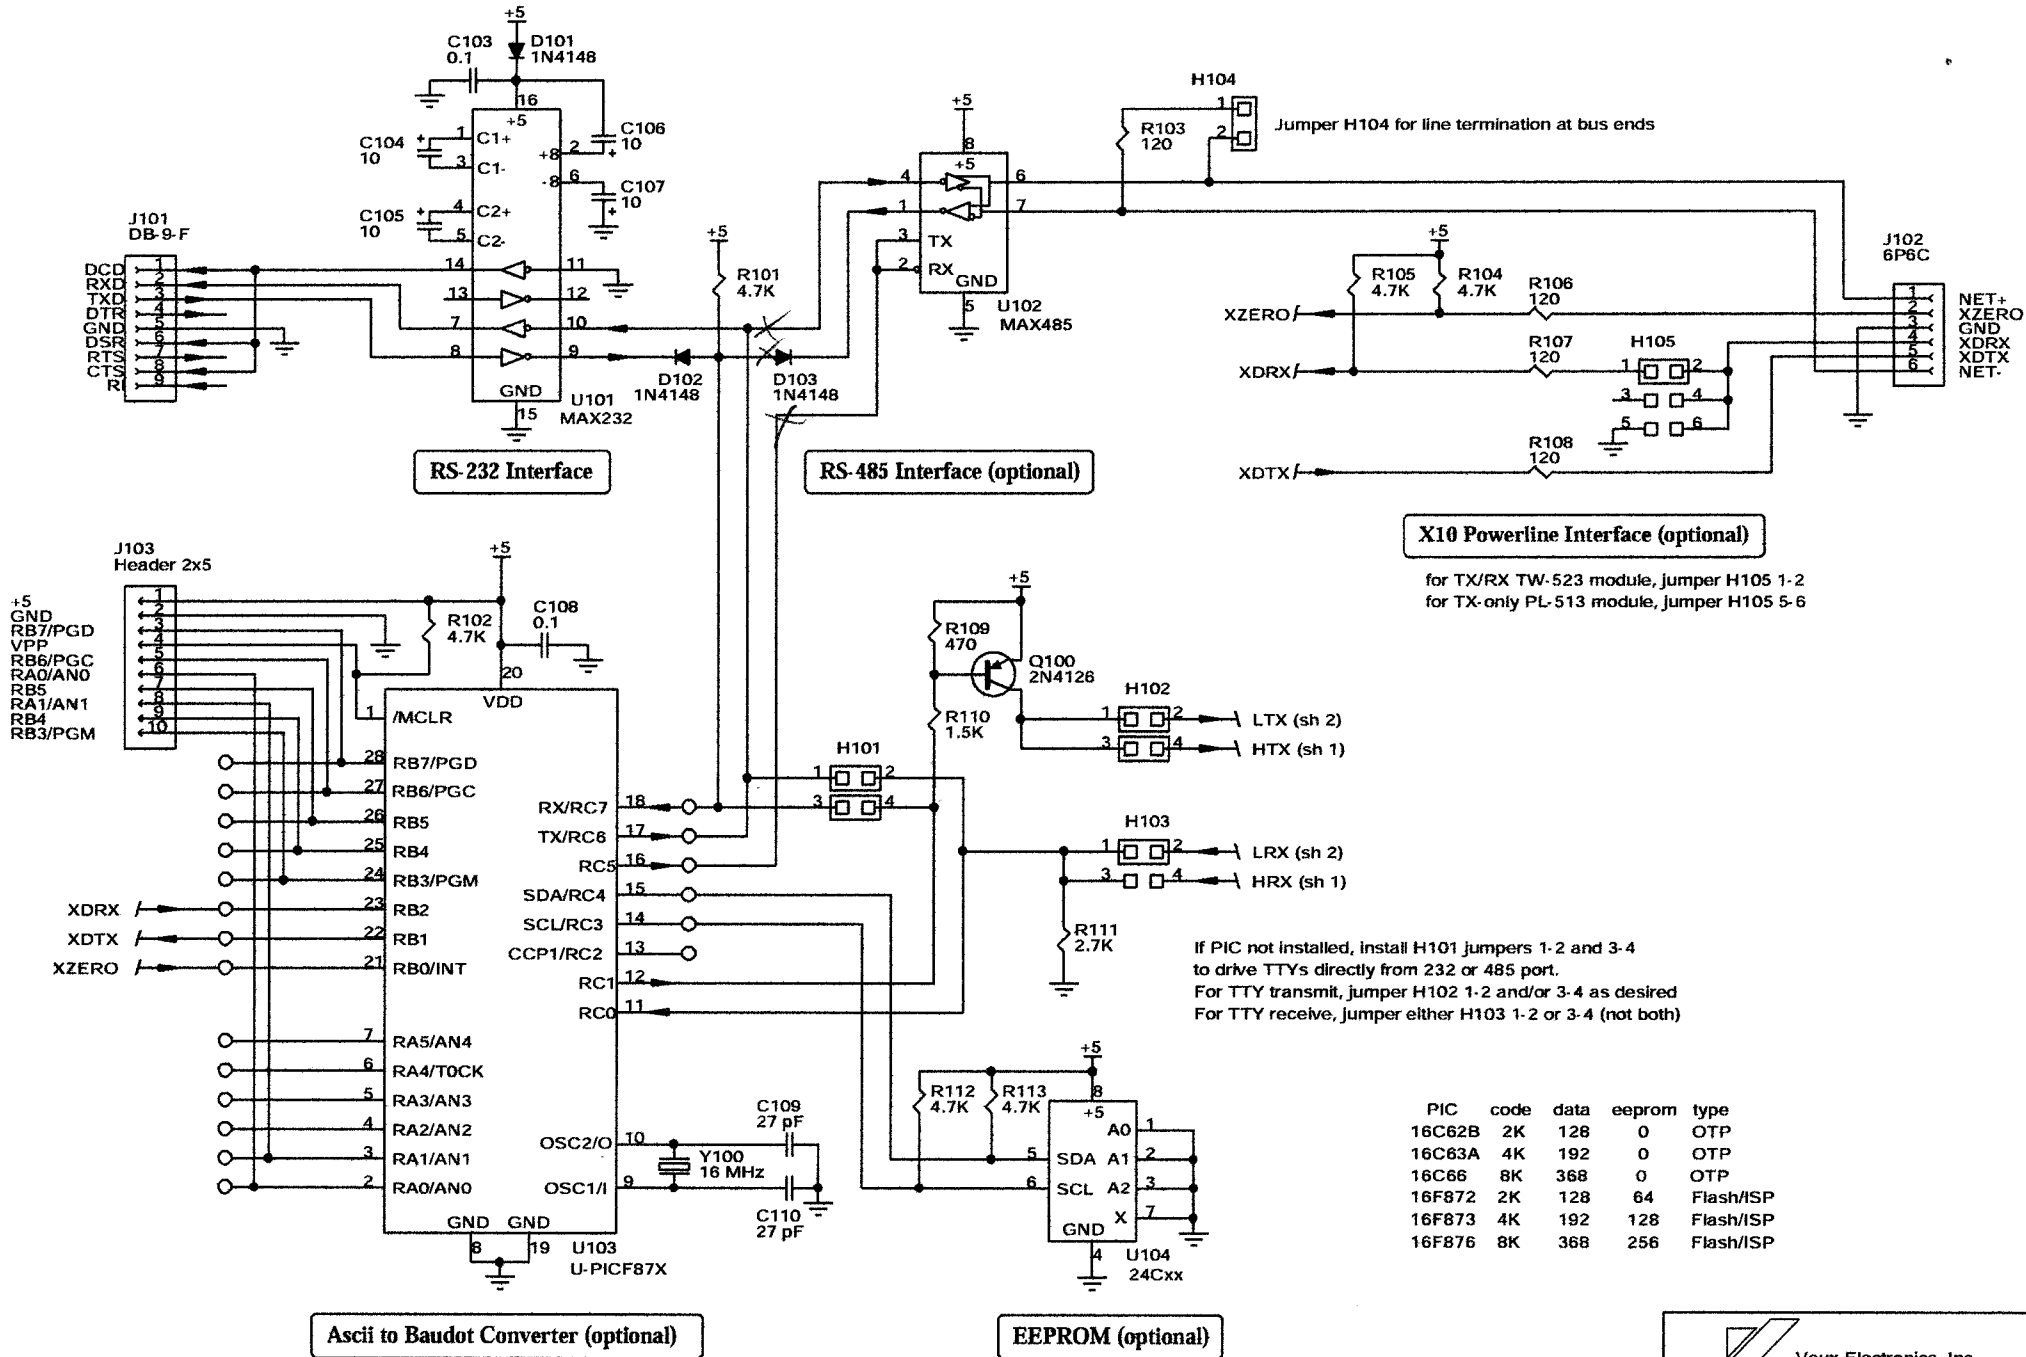 +5
C103
0.1
D101
1N4148
16
+5
C104
10
1
C1+
3
C1-
+8
2
C106
10
-8
6
C107
10
C105
10
4
C2+
5
C2-
J101
DB-9-F
DCD 1
RXD 2
TXD 3
DTR 4
GND 5
DSR 6
RTS 7
CTS 8
RI 9
14 11
13 12
7 10
8 9
GND
15
U101
MAX232
D102
1N4148
+5
R101
4.7K
D103
1N4148
RS-232 Interface
+5
8
+5
4 6
1 7
3 TX
2 RX
GND
5
U102
MAX485
RS-485 Interface (optional)
R103
120
H104
1
2
Jumper H104 for line termination at bus ends
+5
R105
4.7K
R104
4.7K
R106
120
XZERO
R107
120
H105
XDRX
1 2
3 4
5 6
R108
120
XDTX
J102
6P6C
1 NET+
2 XZERO
3 GND
4 XDRX
5 XDTX
6 NET-
X10 Powerline Interface (optional)
for TX/RX TW-523 module, jumper H105 1-2
for TX-only PL-513 module, jumper H105 5-6
J103
Header 2x5
+5 1
GND 2
RB7/PGD 3
VPP 4
RB6/PGC 5
RA0/AN0 6
RB5 7
RA1/AN1 8
RB4 9
RB3/PGM 10
+5
R102
4.7K
C108
0.1
20
VDD
1 /MCLR
28 RB7/PGD
27 RB6/PGC
26 RB5
25 RB4
24 RB3/PGM
XDRX 23 RB2
XDTX 22 RB1
XZERO 21 RB0/INT
7 RA5/AN4
6 RA4/T0CK
5 RA3/AN3
4 RA2/AN2
3 RA1/AN1
2 RA0/AN0
RX/RC7 18
TX/RC6 17
RC5 16
SDA/RC4 15
SCL/RC3 14
CCP1/RC2 13
RC1 12
RC0 11
OSC2/O 10
OSC1/I 9
GND GND
8 19
U103
U-PICF87X
Y100
16 MHz
C109
27 pF
C110
27 pF
Ascii to Baudot Converter (optional)
H101
1 2
3 4
+5
R109
470
Q100
2N4126
R110
1.5K
H102
1 2 LTX (sh 2)
3 4 HTX (sh 1)
H103
1 2 LRX (sh 2)
3 4 HRX (sh 1)
R111
2.7K
If PIC not installed, install H101 jumpers 1-2 and 3-4
to drive TTYs directly from 232 or 485 port.
For TTY transmit, jumper H102 1-2 and/or 3-4 as desired
For TTY receive, jumper either H103 1-2 or 3-4 (not both)
+5
R112
4.7K
R113
4.7K
8
+5
A0 1
5 SDA A1 2
6 SCL A2 3
X 7
GND
4
U104
24Cxx
EEPROM (optional)
PIC code data eeprom type
16C62B 2K 128 0 OTP
16C63A 4K 192 0 OTP
16C66 8K 368 0 OTP
16F872 2K 128 64 Flash/ISP
16F873 4K 192 128 Flash/ISP
16F876 8K 368 256 Flash/ISP